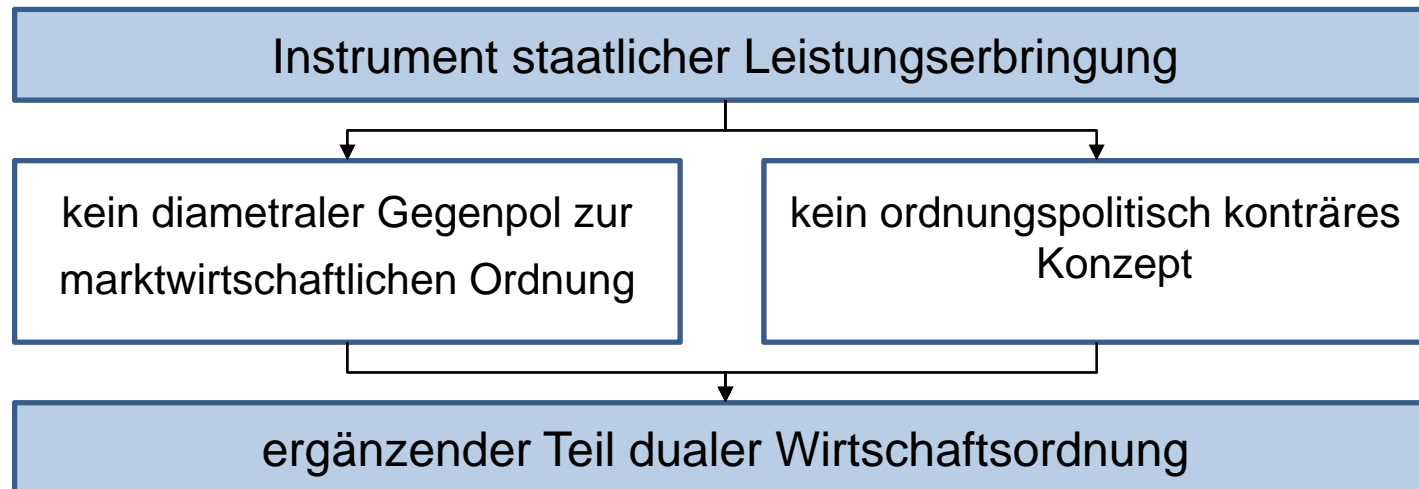 Instrument staatlicher Leistungserbringung
kein diametraler Gegenpol zur
marktwirtschaftlichen Ordnung
kein ordnungspolitisch konträres
Konzept
ergänzender Teil dualer Wirtschaftsordnung